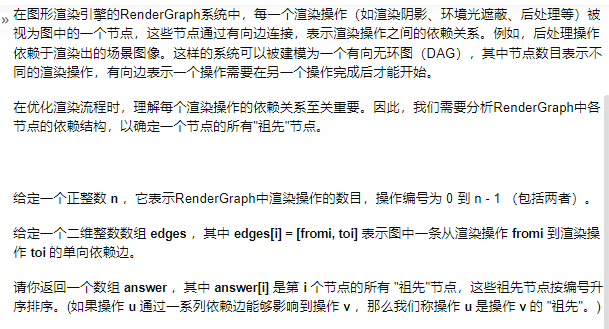 在图形渲染引擎的RenderGraph系统中，每一个渲染操作（如渲染阴影、环境光遮蔽、后处理等）被
视为图中的一个节点，这些节点通过有向边连接，表示渲染操作之间的依赖关系。例如，后处理操作
依赖于渲染出的场景图像。这样的系统可以被建模为一个有向无环图（DAG），其中节点数目表示不
同的渲染操作，有向边表示一个操作需要在另一个操作完成后才能开始。
在优化渲染流程时，理解每个渲染操作的依赖关系至关重要。因此，我们需要分析RenderGraph中各
节点的依赖结构，以确定一个节点的所有"祖先"节点。
给定一个正整数 n ，它表示RenderGraph中渲染操作的数目，操作编号为 0 到 n - 1 （包括两者）。
给定一个二维整数数组 edges ，其中 edges[i] = [fromi, toi] 表示图中一条从渲染操作 fromi 到渲染操
作 toi 的单向依赖边。
请你返回一个数组 answer ，其中 answer[i] 是第 i 个节点的所有 "祖先"节点，这些祖先节点按编号升
序排序。(如果操作 u 通过一系列依赖边能够影响到操作 v ，那么我们称操作 u 是操作 v 的 "祖先"。)